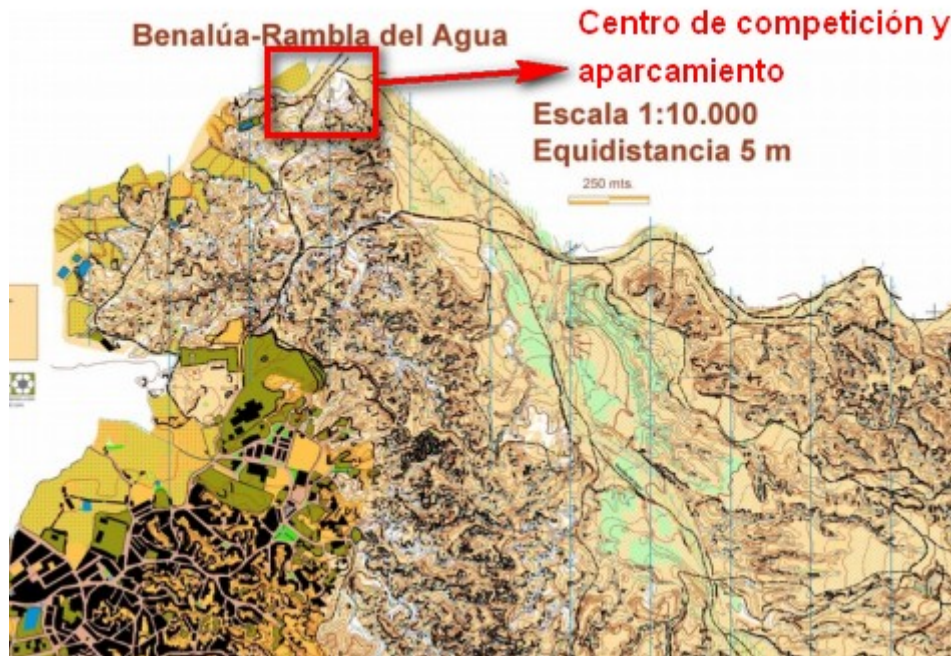 Benalúa-Rambla del Agua
Centro de competición y
aparcamiento
Escala 1:10.000
Equidistancia 5 m
250 mts.